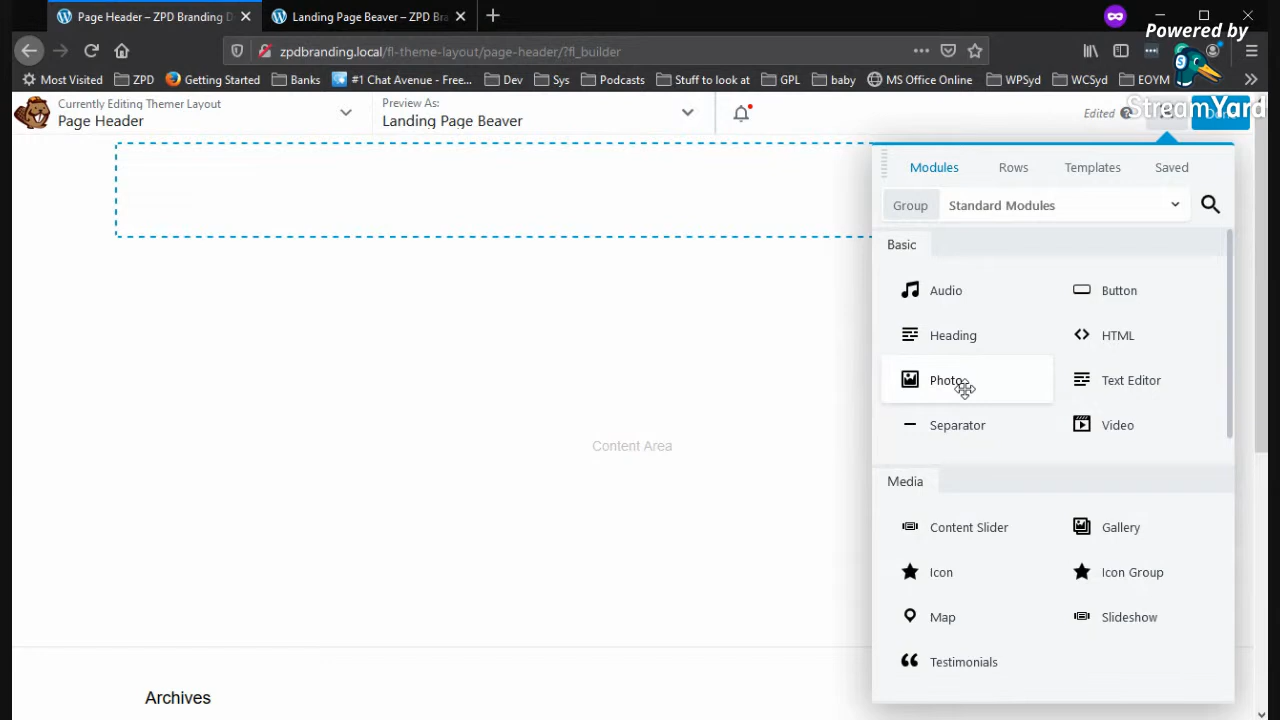 Page Header – ZPD Branding D
Landing Page Beaver – ZPD Bra
Powered by
zpdbranding.local/fl-theme-layout/page-header/?fl_builder
Most Visited
ZPD
Getting Started
Banks
#1 Chat Avenue - Free...
Dev
Sys
Podcasts
Stuff to look at
GPL
baby
MS Office Online
WPSyd
WCSyd
EOYM
StreamYard
Currently Editing Themer Layout
Page Header
Preview As:
Landing Page Beaver
Edited
Modules
Rows
Templates
Saved
Group
Standard Modules
Basic
Audio
Button
Heading
HTML
Photo
Text Editor
Separator
Video
Content Area
Media
Content Slider
Gallery
Icon
Icon Group
Map
Slideshow
Testimonials
Archives